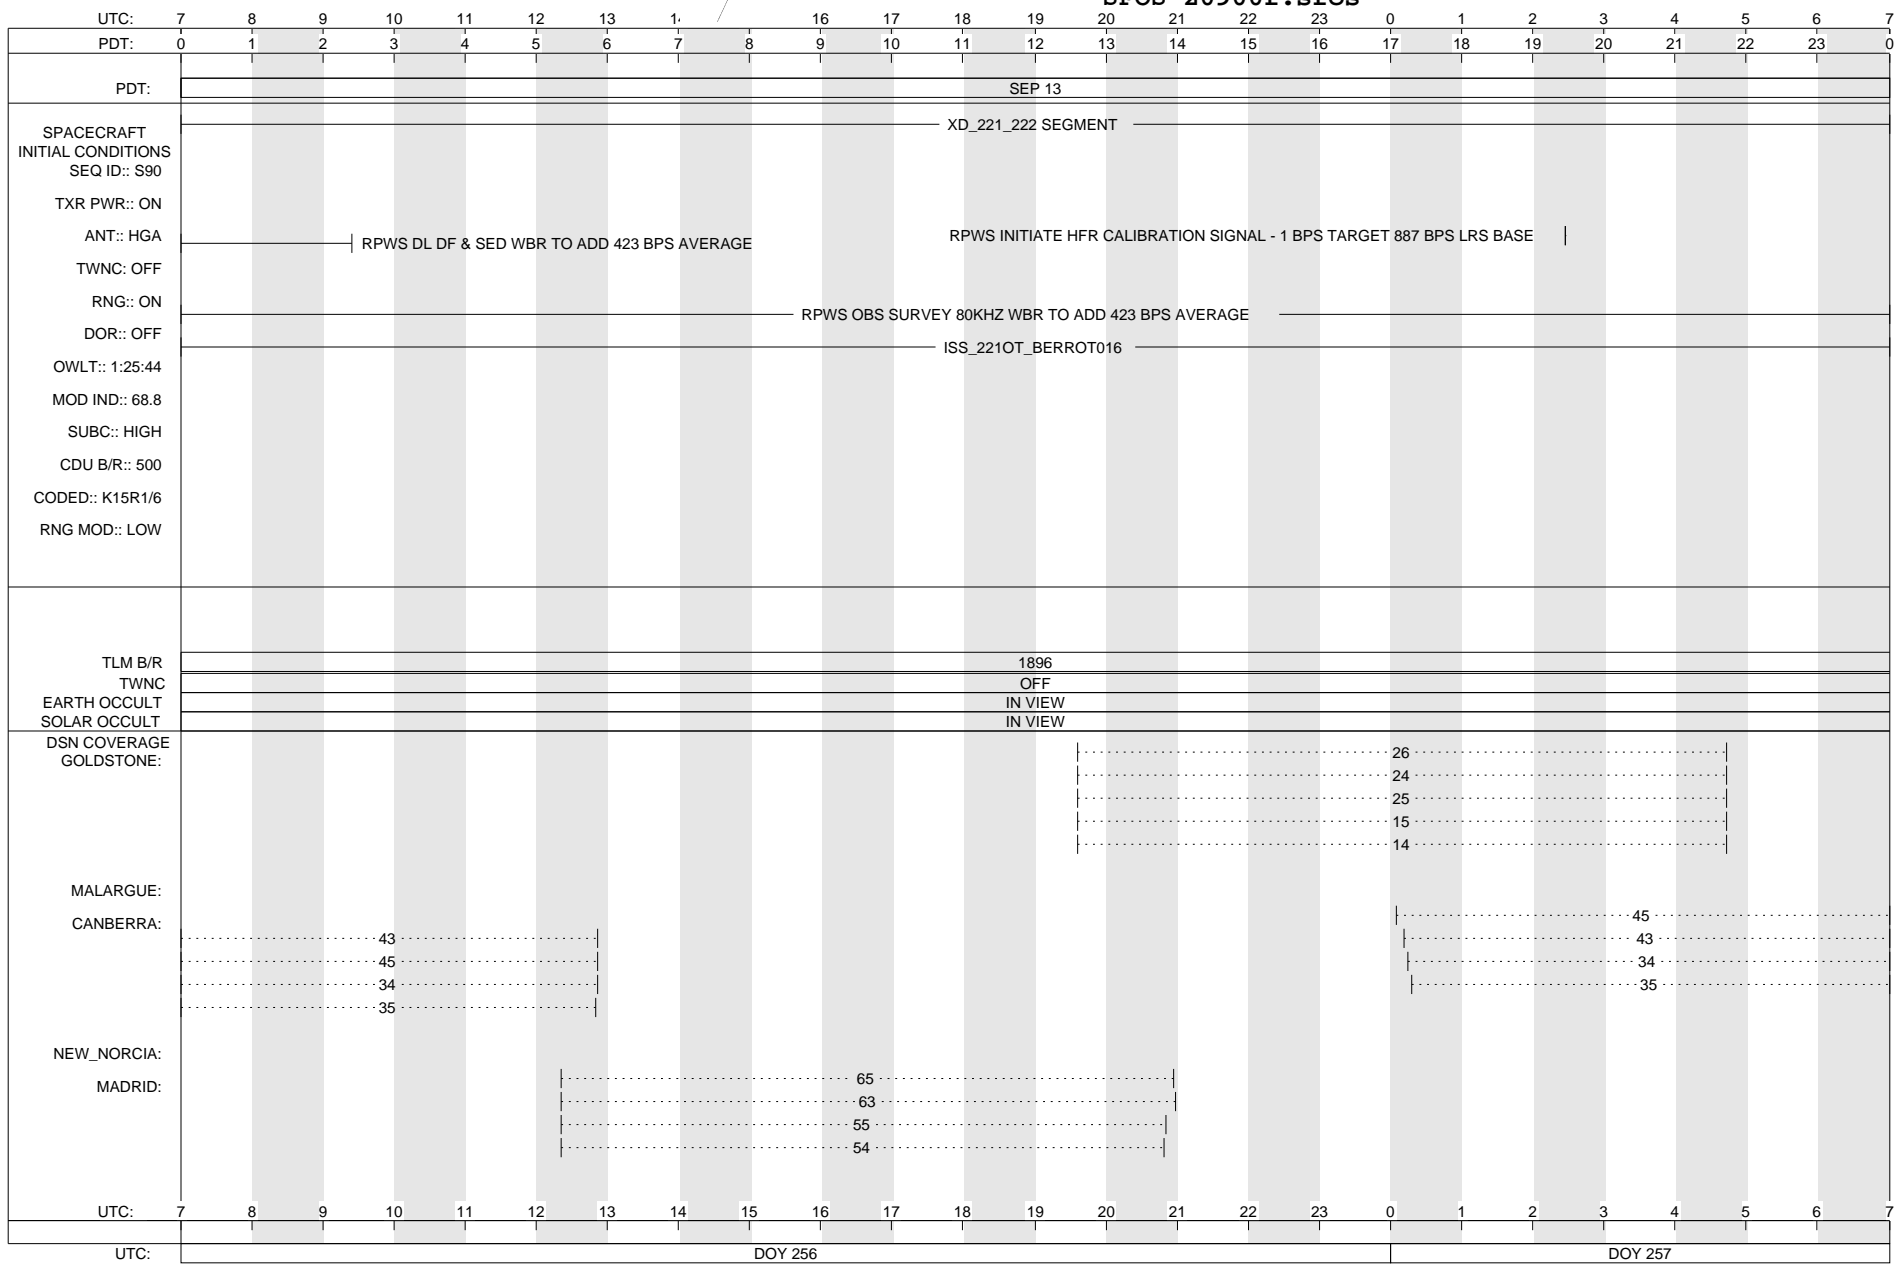 UTC: 7 8 9 10 11 12 13 16 17 18 19 20 21 22 23 0 1 2 3 4 5 6 7
PDT: 0 1 2 3 4 5 6 7 8 9 10 11 12 13 14 15 16 17 18 19 20 21 22 23 0
PDT: SEP 13
XD_221_222 SEGMENT
SPACECRAFT
INITIAL CONDITIONS
SEQ ID:: S90
TXR PWR:: ON
ANT:: HGA
RPWS DL DF & SED WBR TO ADD 423 BPS AVERAGE
RPWS INITIATE HFR CALIBRATION SIGNAL - 1 BPS TARGET 887 BPS LRS BASE
TWNC: OFF
RNG:: ON
RPWS OBS SURVEY 80KHZ WBR TO ADD 423 BPS AVERAGE
DOR:: OFF
ISS_221OT_BERROT016
OWLT:: 1:25:44
MOD IND:: 68.8
SUBC:: HIGH
CDU B/R:: 500
CODED:: K15R1/6
RNG MOD:: LOW
TLM B/R 1896
TWNC OFF
EARTH OCCULT IN VIEW
SOLAR OCCULT IN VIEW
DSN COVERAGE
GOLDSTONE:
26
24
25
15
14
MALARGUE:
CANBERRA:
45
43 43
45 34
34 35
35
NEW_NORCIA:
MADRID:
65
63
55
54
UTC: 7 8 9 10 11 12 13 14 15 16 17 18 19 20 21 22 23 0 1 2 3 4 5 6 7
UTC: DOY 256 DOY 257